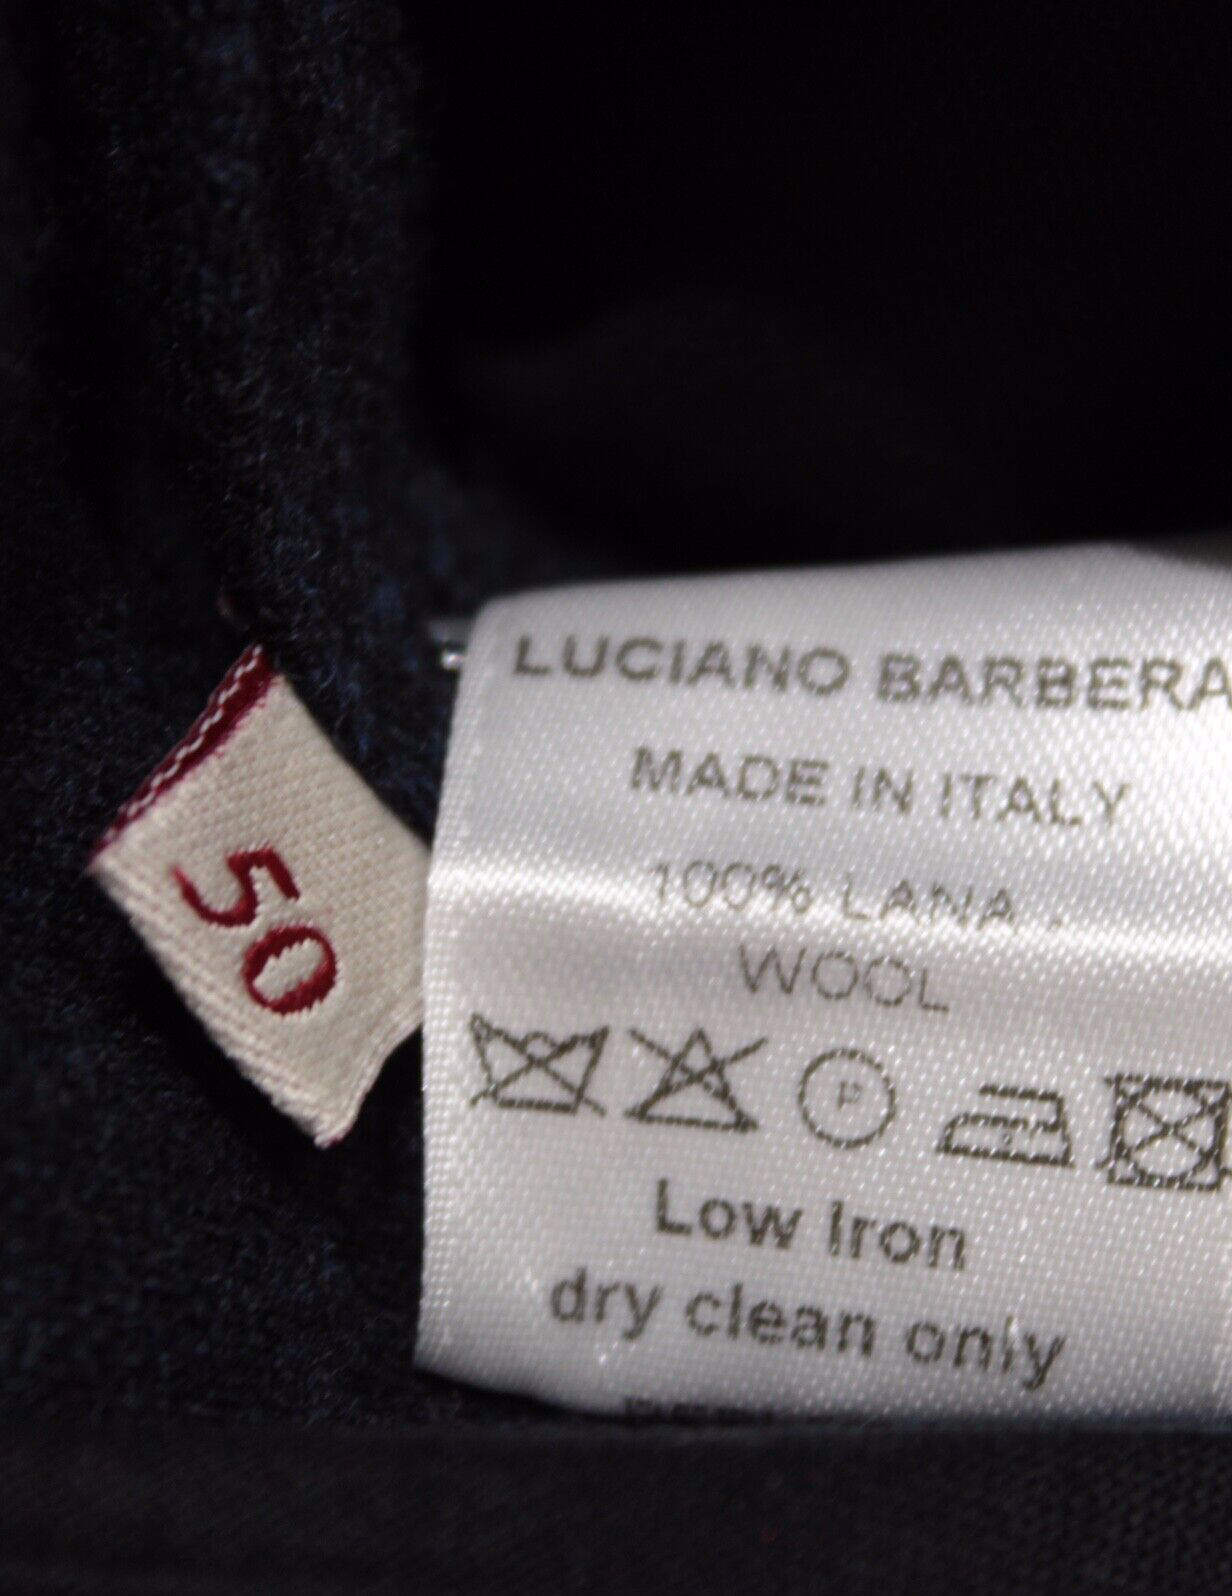 50
LUCIANO BARBERA
MADE IN ITALY
100% LANA .
WOOL
P
Low Iron
dry clean only